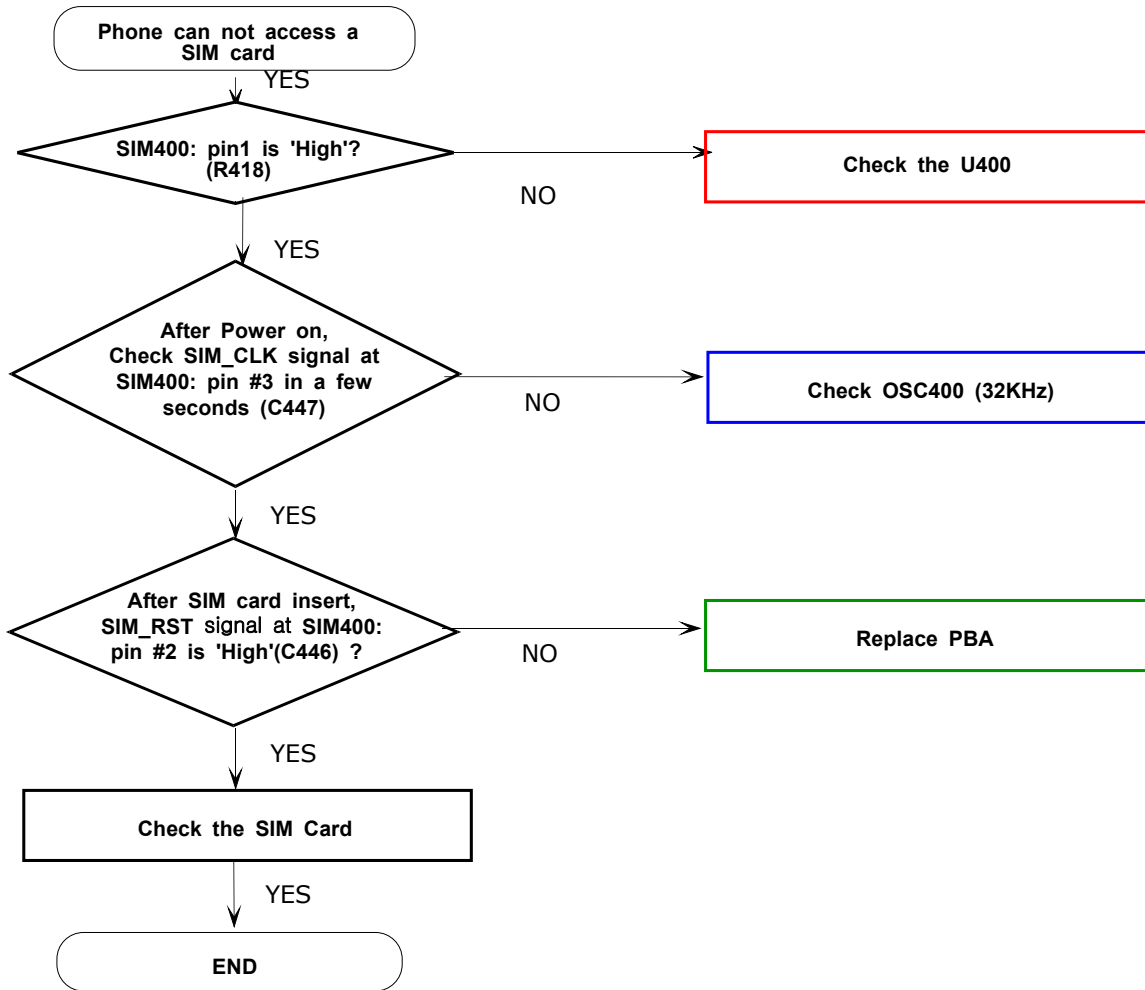 Phone can not access a
SIM card
YES
SIM400: pin1 is 'High'?
(R418)
NO
Check the U400
YES
After Power on,
Check SIM_CLK signal at
SIM400: pin #3 in a few
seconds (C447)
NO
Check OSC400 (32KHz)
YES
After SIM card insert,
SIM_RST signal at SIM400:
pin #2 is 'High'(C446) ?
NO
Replace PBA
YES
Check the SIM Card
YES
END